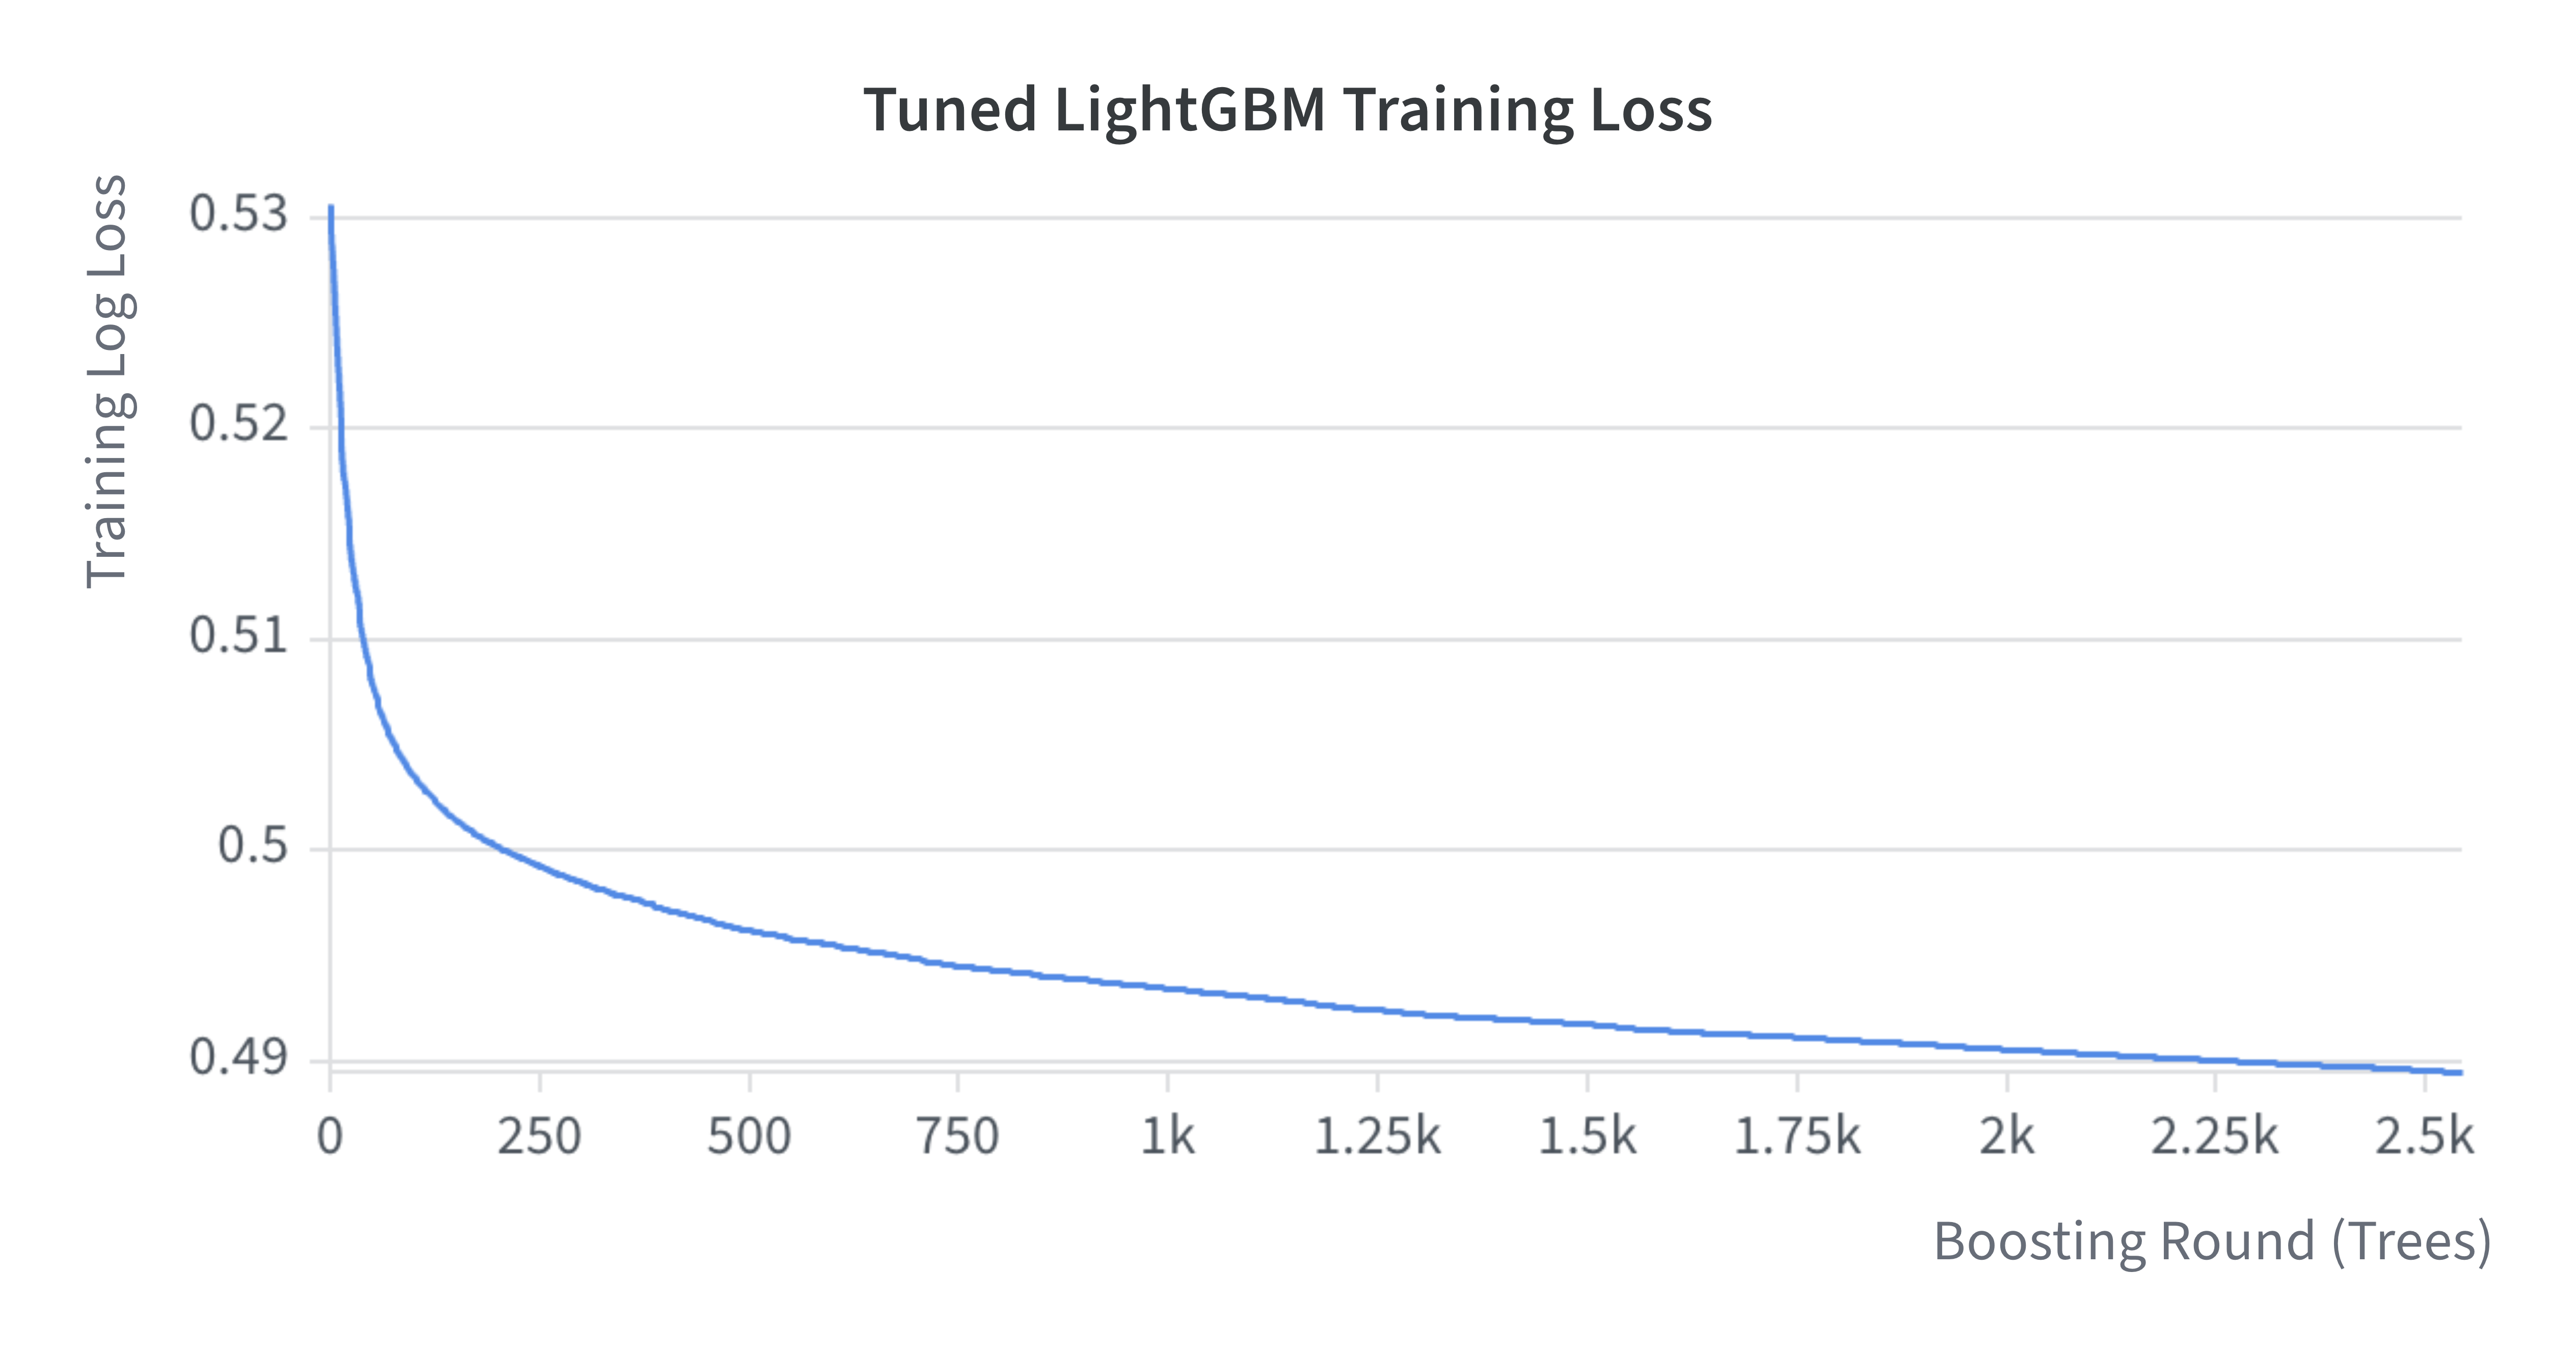 Tuned LightGBM Training Loss
Training Log Loss
0.53
0.52
0.51
0.5
0.49
0 250 500 750 1k 1.25k 1.5k 1.75k 2k 2.25k 2.5k
Boosting Round (Trees)